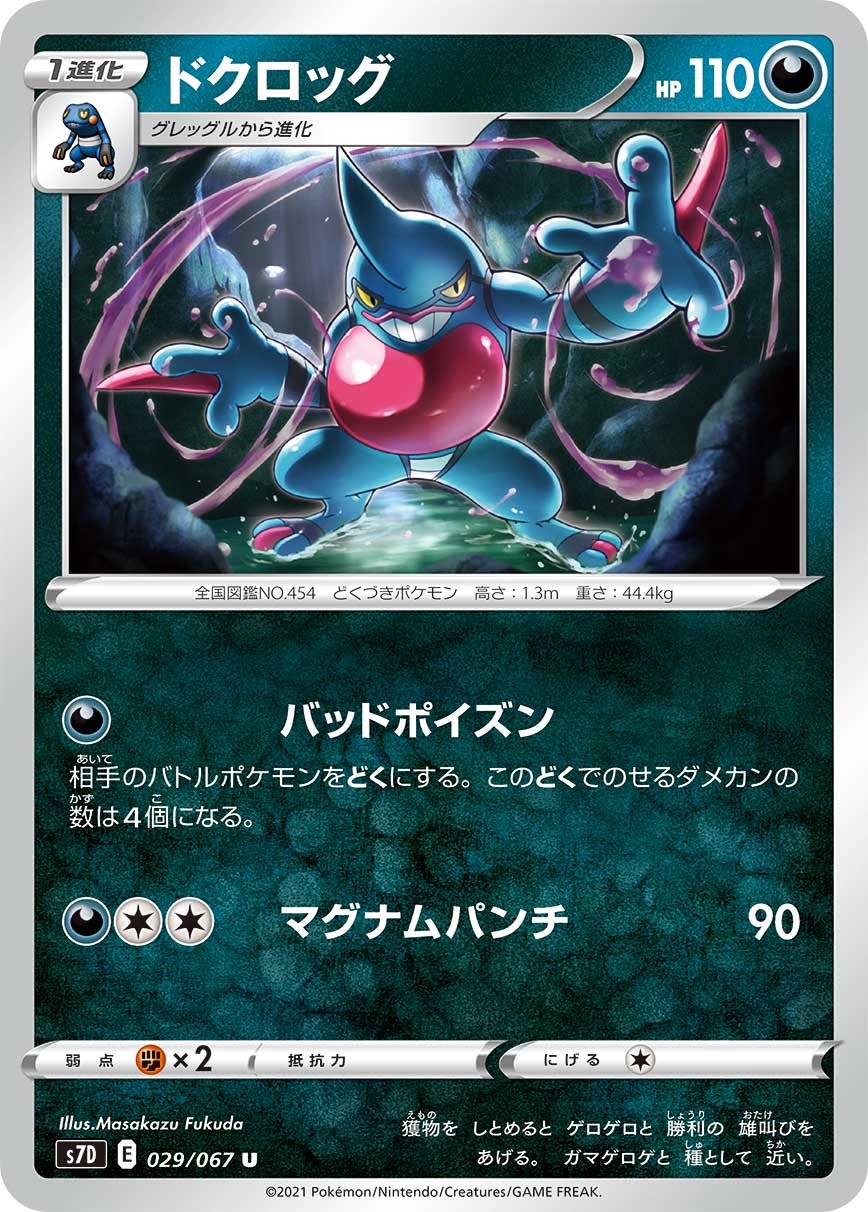 1進化
ドクロッグ
HP 110
グレッグルから進化
全国図鑑NO.454 どくづきポケモン 高さ：1.3m 重さ：44.4kg
バッドポイズン
相手のバトルポケモンをどくにする。このどくでのせるダメカンの
数は4個になる。
マグナムパンチ 90
弱点 ×2 抵抗力 にげる
Illus.Masakazu Fukuda
獲物を しとめると ゲロゲロと 勝利の 雄叫びを
あげる。 ガマゲロゲと 種として 近い。
s7D E 029/067 U
©2021 Pokémon/Nintendo/Creatures/GAME FREAK.